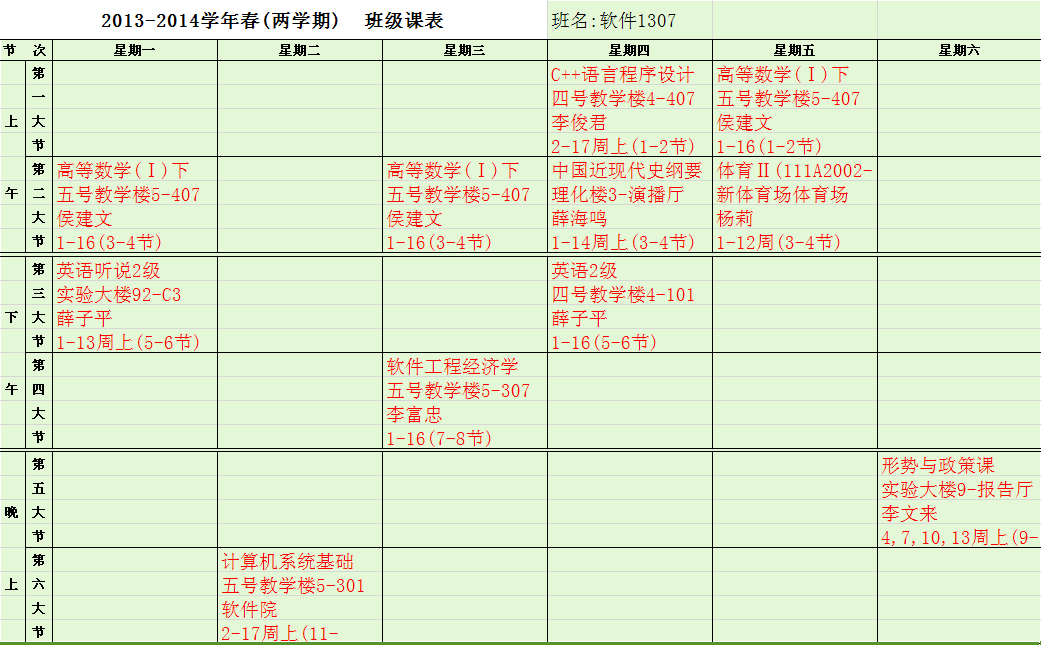 2013-2014学年春(两学期)  班级课表
班名:软件1307
节 次 星期一 星期二 星期三 星期四 星期五 星期六
上午
第一大节
C++语言程序设计
四号教学楼4-407
李俊君
2-17周上(1-2节)
高等数学(Ⅰ)下
五号教学楼5-407
侯建文
1-16(1-2节)
第二大节
高等数学(Ⅰ)下
五号教学楼5-407
侯建文
1-16(3-4节)
高等数学(Ⅰ)下
五号教学楼5-407
侯建文
1-16(3-4节)
中国近现代史纲要
理化楼3-演播厅
薛海鸣
1-14周上(3-4节)
体育Ⅱ(111A2002-
新体育场体育场
杨莉
1-12周(3-4节)
下午
第三大节
英语听说2级
实验大楼92-C3
薛子平
1-13周上(5-6节)
英语2级
四号教学楼4-101
薛子平
1-16(5-6节)
第四大节
软件工程经济学
五号教学楼5-307
李富忠
1-16(7-8节)
晚上
第五大节
形势与政策课
实验大楼9-报告厅
李文来
4,7,10,13周上(9-
第六大节
计算机系统基础
五号教学楼5-301
软件院
2-17周上(11-